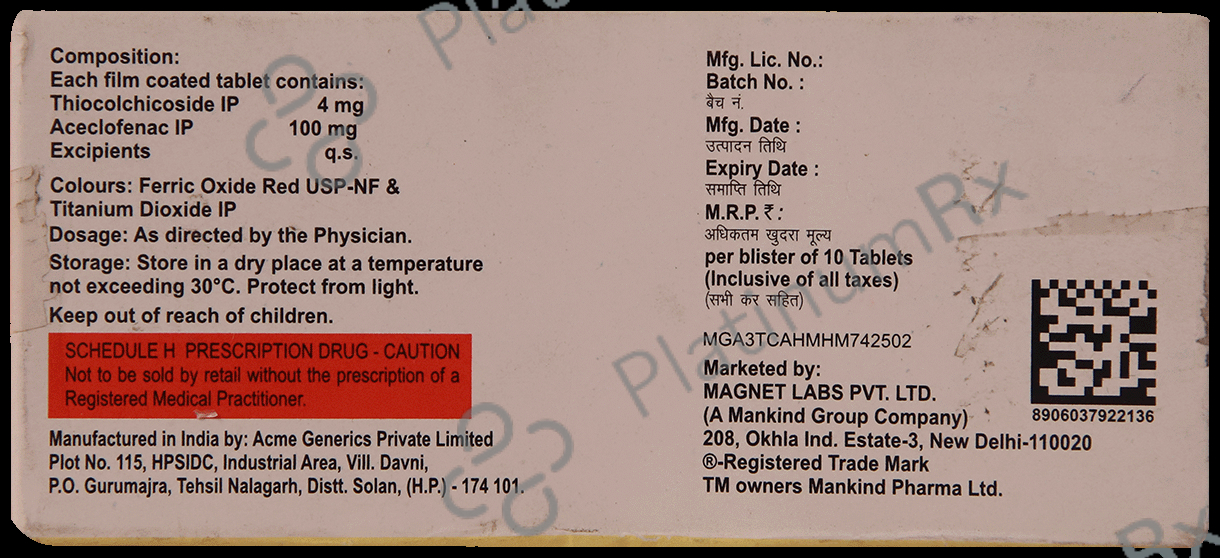 Composition:
Each film coated tablet contains:
Thiocolchicoside IP 4 mg
Aceclofenac IP 100 mg
Excipients q.s.
Colours: Ferric Oxide Red USP-NF &
Titanium Dioxide IP
Dosage: As directed by the Physician.
Storage: Store in a dry place at a temperature
not exceeding 30°C. Protect from light.
Keep out of reach of children.
SCHEDULE H PRESCRIPTION DRUG - CAUTION
Not to be sold by retail without the prescription of a
Registered Medical Practitioner.
Manufactured in India by: Acme Generics Private Limited
Plot No. 115, HPSIDC, Industrial Area, Vill. Davni,
P.O. Gurumajra, Tehsil Nalagarh, Distt. Solan, (H.P.) - 174 101.
Mfg. Lic. No.:
Batch No. :
बैच नं.
Mfg. Date :
उत्पादन तिथि
Expiry Date :
समाप्ति तिथि
M.R.P. ₹ :
अधिकतम खुदरा मूल्य
per blister of 10 Tablets
(Inclusive of all taxes)
(सभी कर सहित)
MGA3TCAHMHM742502
Marketed by:
MAGNET LABS PVT. LTD.
(A Mankind Group Company)
208, Okhla Ind. Estate-3, New Delhi-110020
®-Registered Trade Mark
TM owners Mankind Pharma Ltd.
8906037922136
PlatinumRx
Plat
Rx